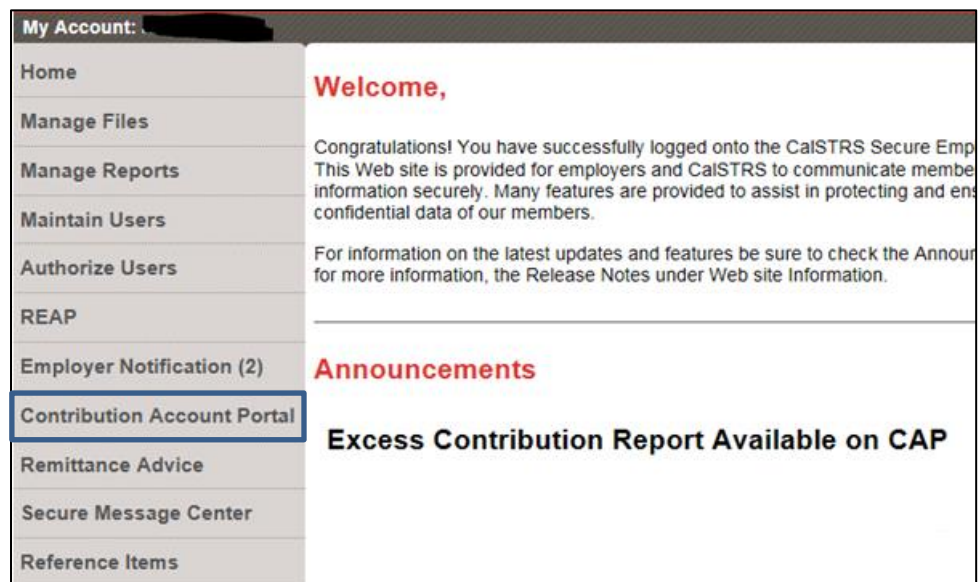 My Account:
Home
Manage Files
Manage Reports
Maintain Users
Authorize Users
REAP
Employer Notification (2)
Contribution Account Portal
Remittance Advice
Secure Message Center
Reference Items
Welcome,
Congratulations! You have successfully logged onto the CalSTRS Secure Emp
This Web site is provided for employers and CalSTRS to communicate membe
information securely. Many features are provided to assist in protecting and ens
confidential data of our members.
For information on the latest updates and features be sure to check the Announ
for more information, the Release Notes under Web site Information.
Announcements
Excess Contribution Report Available on CAP